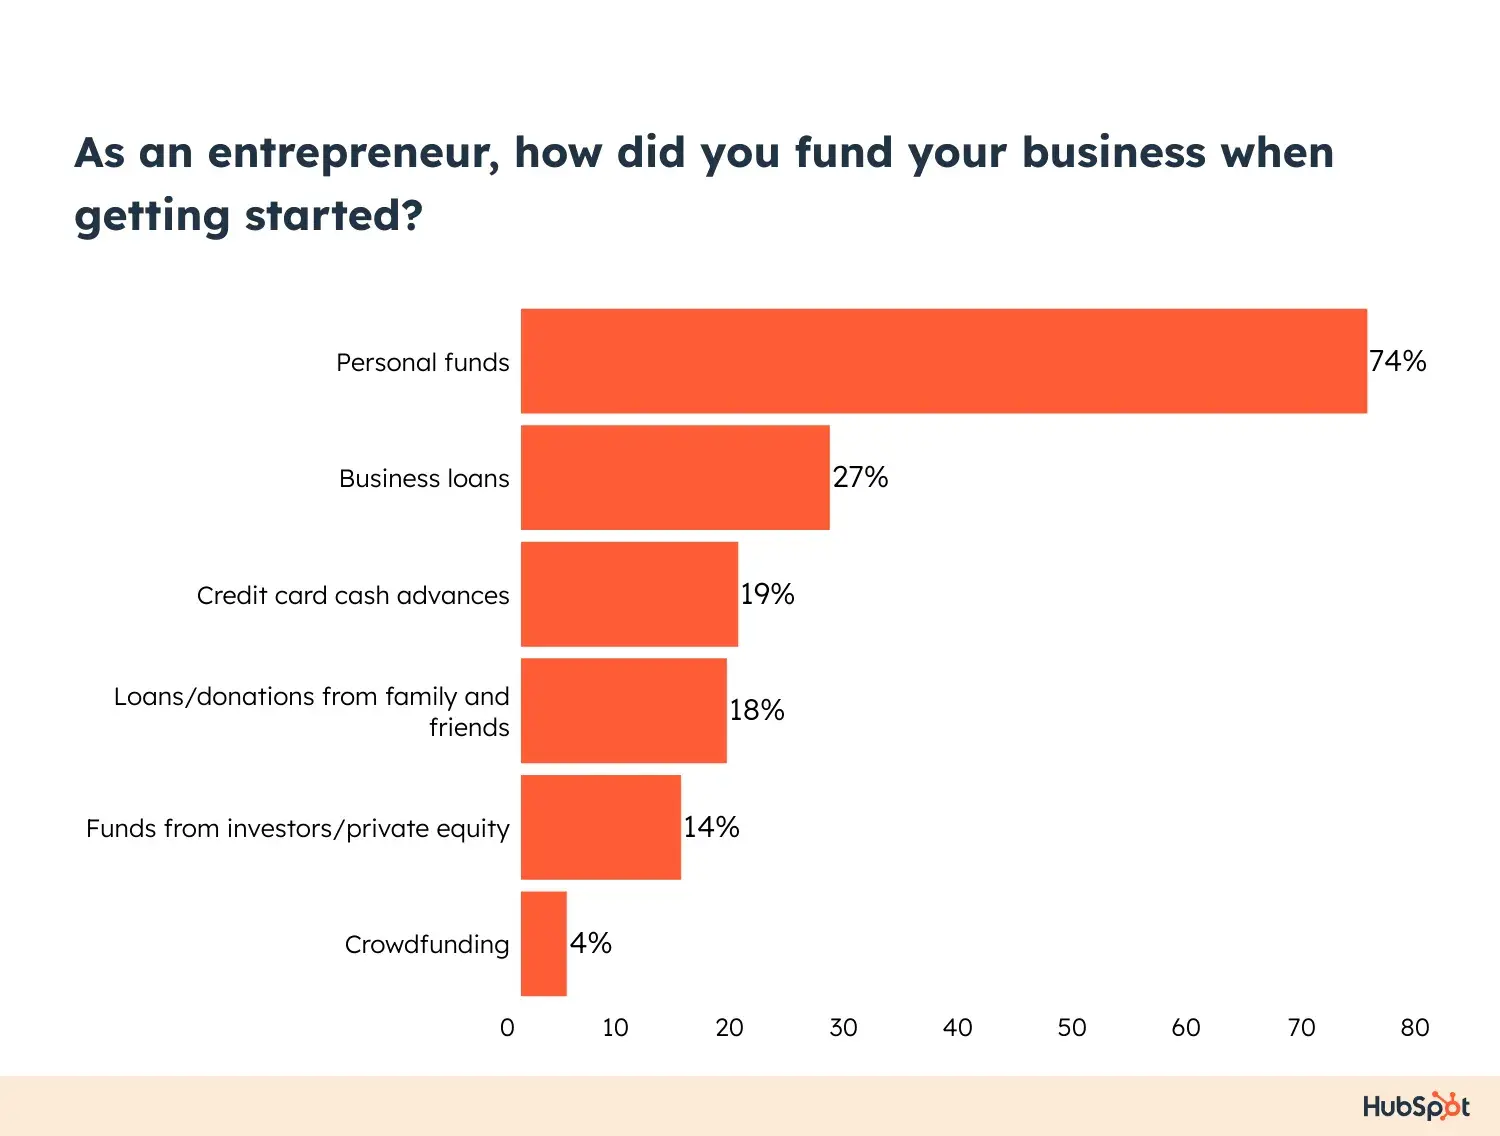 As an entrepreneur, how did you fund your business when
getting started?
Personal funds
74%
Business loans
27%
Credit card cash advances
19%
Loans/donations from family and
friends
18%
Funds from investors/private equity
14%
Crowdfunding
4%
0 10 20 30 40 50 60 70 80
HubSpot